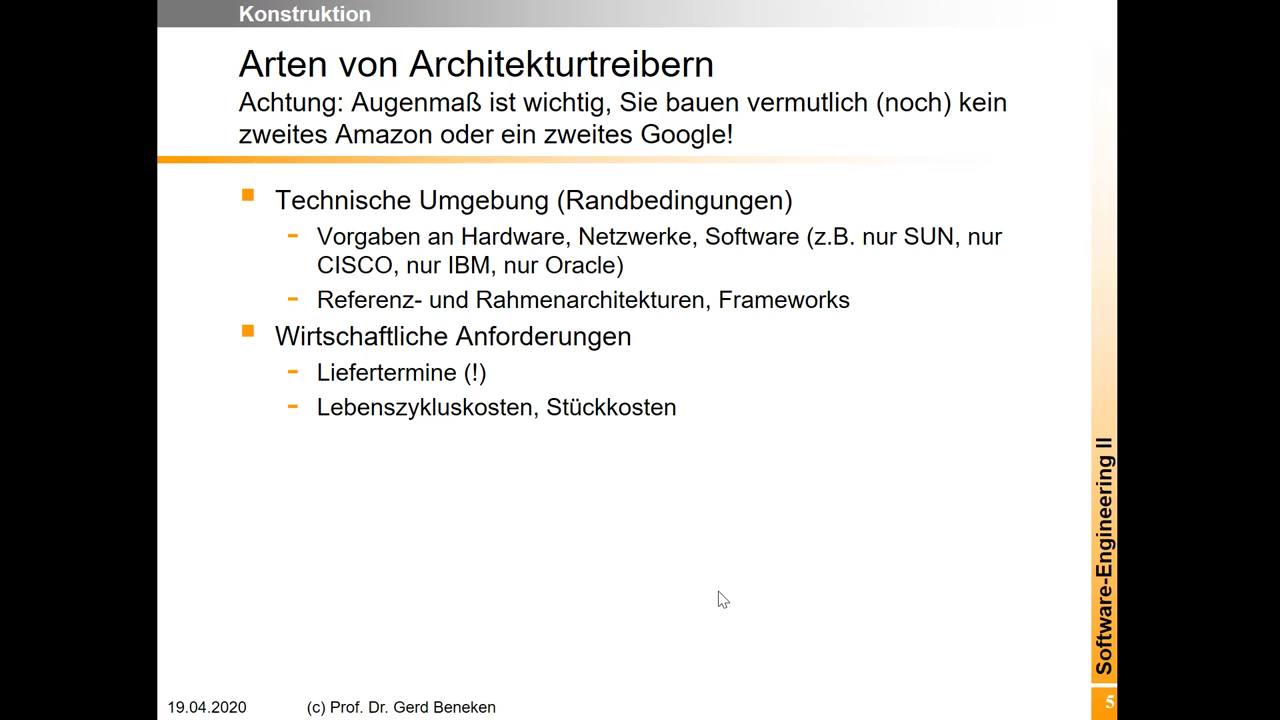 Konstruktion
Arten von Architekturtreibern
Achtung: Augenmaß ist wichtig, Sie bauen vermutlich (noch) kein
zweites Amazon oder ein zweites Google!
Technische Umgebung (Randbedingungen)
- Vorgaben an Hardware, Netzwerke, Software (z.B. nur SUN, nur
CISCO, nur IBM, nur Oracle)
- Referenz- und Rahmenarchitekturen, Frameworks
Wirtschaftliche Anforderungen
- Liefertermine (!)
- Lebenszykluskosten, Stückkosten
Software-Engineering II
19.04.2020
(c) Prof. Dr. Gerd Beneken
5